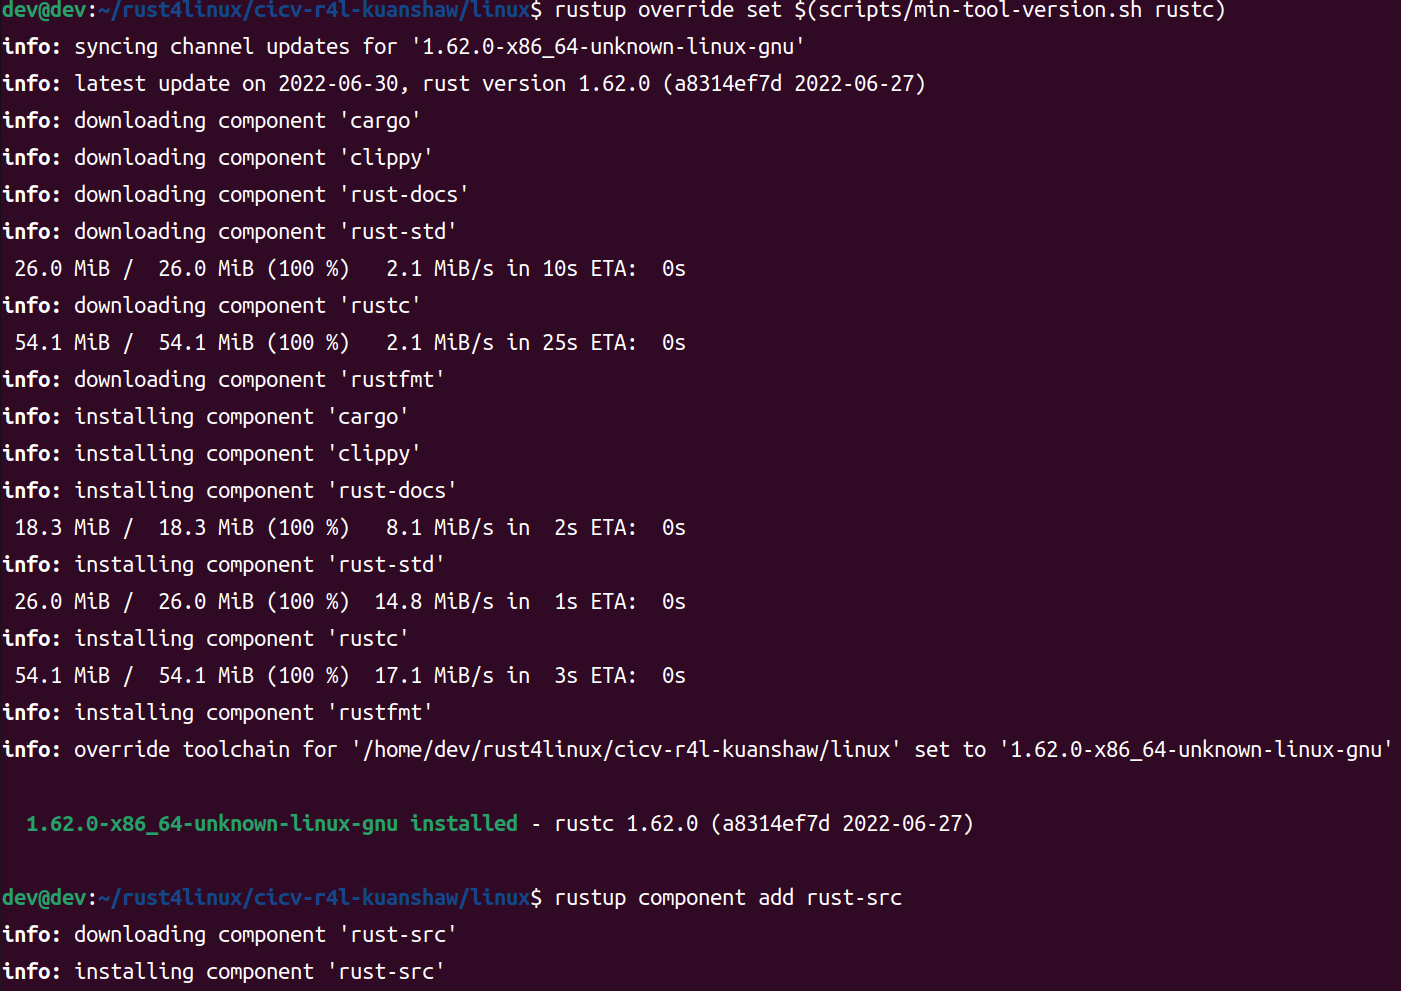 dev@dev:~/rust4linux/cicv-r4l-kuanshaw/linux$ rustup override set $(scripts/min-tool-version.sh rustc)
info: syncing channel updates for '1.62.0-x86_64-unknown-linux-gnu'
info: latest update on 2022-06-30, rust version 1.62.0 (a8314ef7d 2022-06-27)
info: downloading component 'cargo'
info: downloading component 'clippy'
info: downloading component 'rust-docs'
info: downloading component 'rust-std'
 26.0 MiB /  26.0 MiB (100 %)   2.1 MiB/s in 10s ETA:  0s
info: downloading component 'rustc'
 54.1 MiB /  54.1 MiB (100 %)   2.1 MiB/s in 25s ETA:  0s
info: downloading component 'rustfmt'
info: installing component 'cargo'
info: installing component 'clippy'
info: installing component 'rust-docs'
 18.3 MiB /  18.3 MiB (100 %)   8.1 MiB/s in  2s ETA:  0s
info: installing component 'rust-std'
 26.0 MiB /  26.0 MiB (100 %)  14.8 MiB/s in  1s ETA:  0s
info: installing component 'rustc'
 54.1 MiB /  54.1 MiB (100 %)  17.1 MiB/s in  3s ETA:  0s
info: installing component 'rustfmt'
info: override toolchain for '/home/dev/rust4linux/cicv-r4l-kuanshaw/linux' set to '1.62.0-x86_64-unknown-linux-gnu'
  1.62.0-x86_64-unknown-linux-gnu installed - rustc 1.62.0 (a8314ef7d 2022-06-27)
dev@dev:~/rust4linux/cicv-r4l-kuanshaw/linux$ rustup component add rust-src
info: downloading component 'rust-src'
info: installing component 'rust-src'